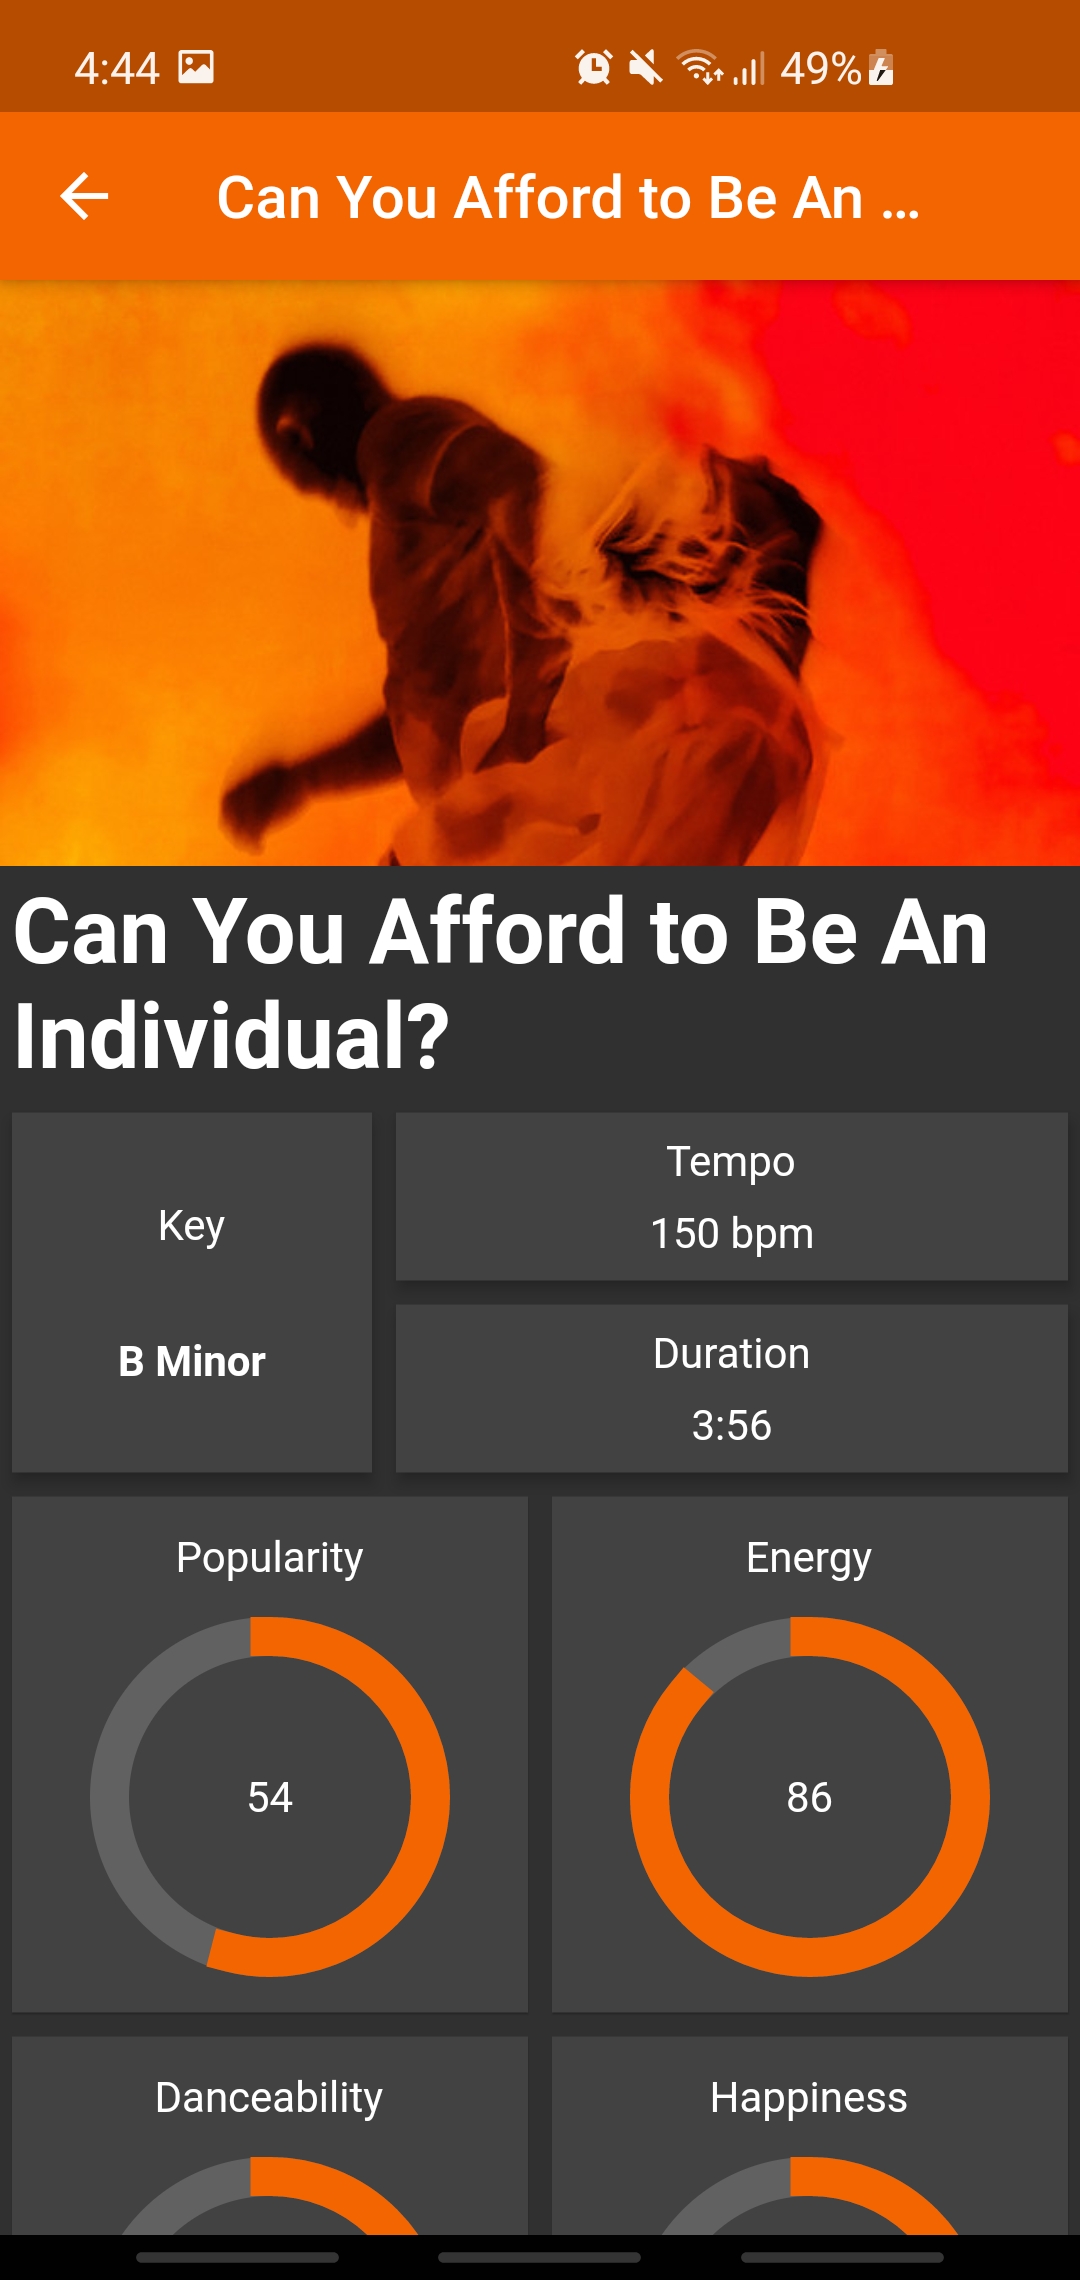 4:44
49%
Can You Afford to Be An ...
Can You Afford to Be An
Individual?
Key
B Minor
Tempo
150 bpm
Duration
3:56
Popularity
54
Energy
86
Danceability
Happiness